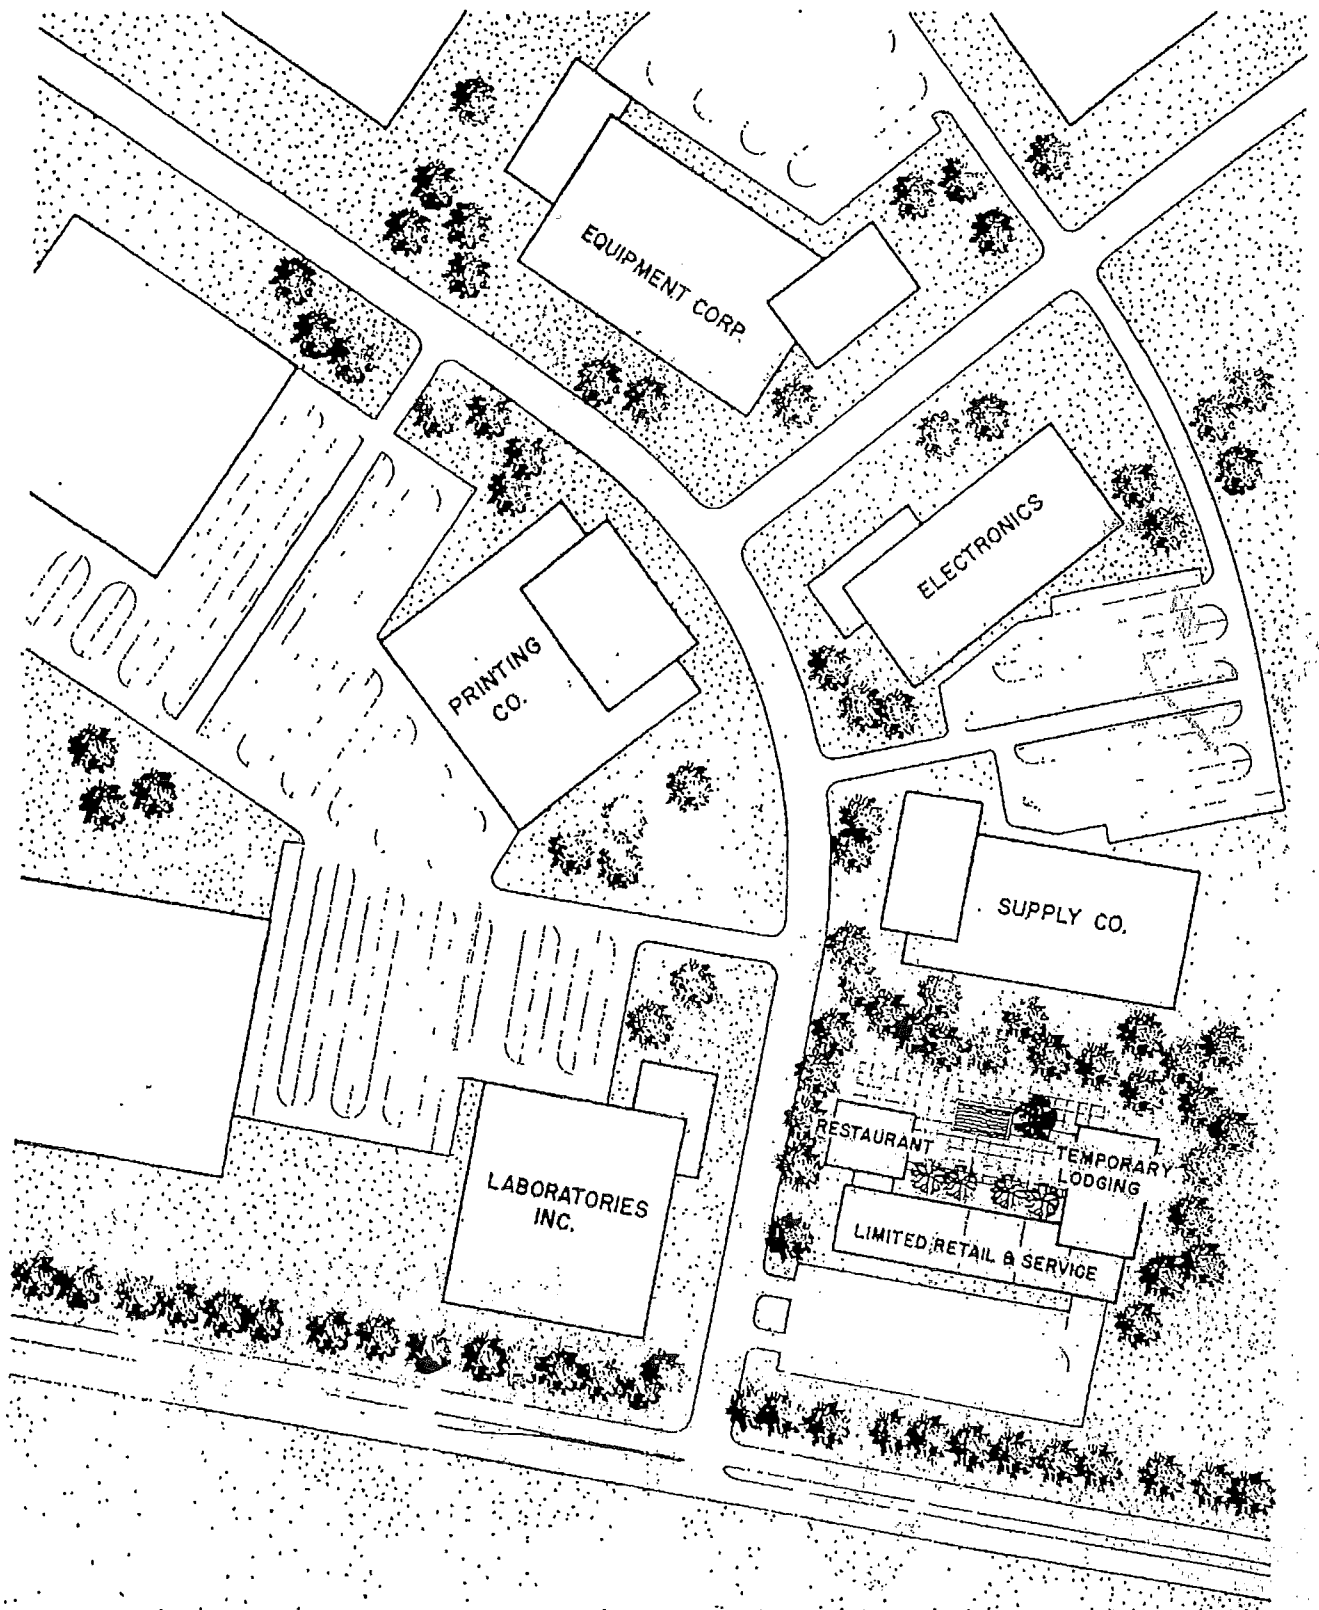 EQUIPMENT CORP.
ELECTRONICS
PRINTING
CO.
SUPPLY CO.
RESTAURANT
TEMPORARY
LODGING
LABORATORIES
INC.
LIMITED RETAIL & SERVICE